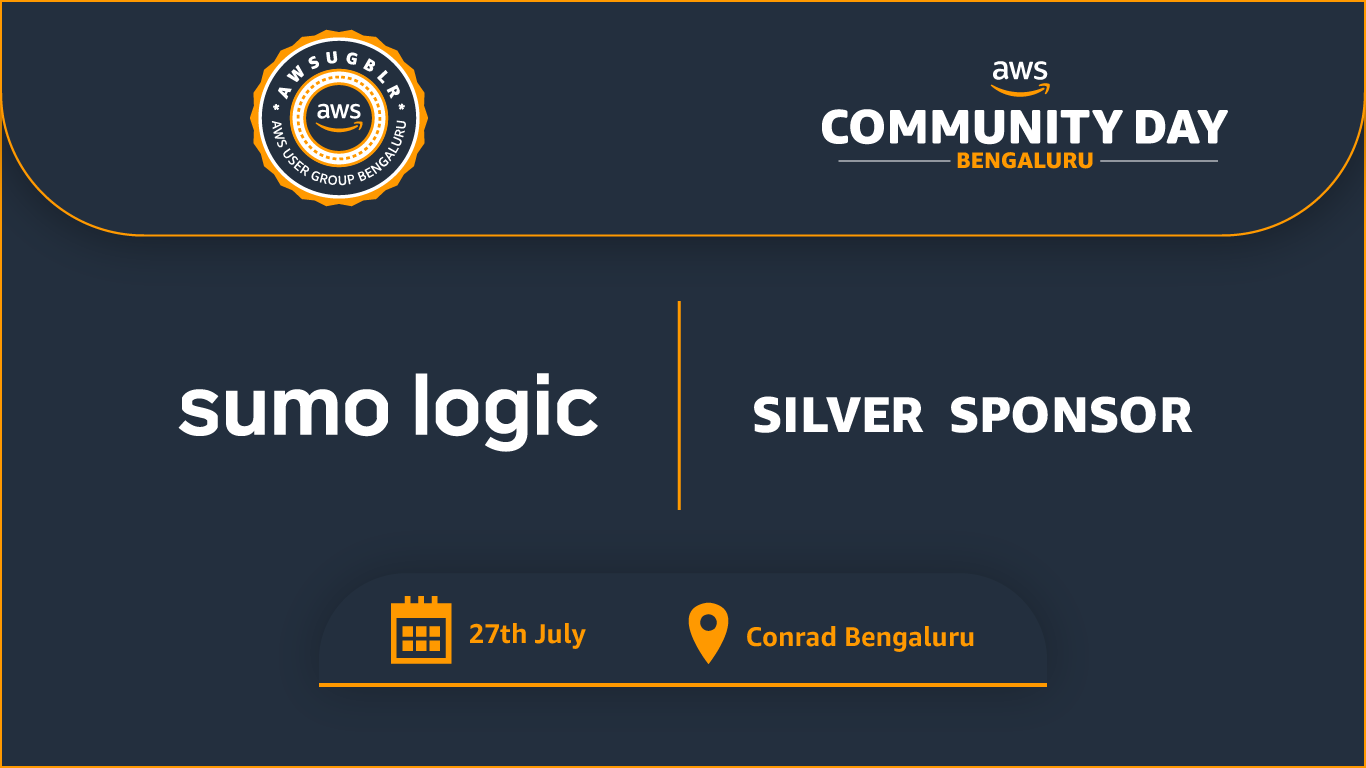 * AWSUGBLR *
aws
AWS USER GROUP BENGALURU
aws
COMMUNITY DAY
BENGALURU
sumo logic
SILVER SPONSOR
27th July
Conrad Bengaluru